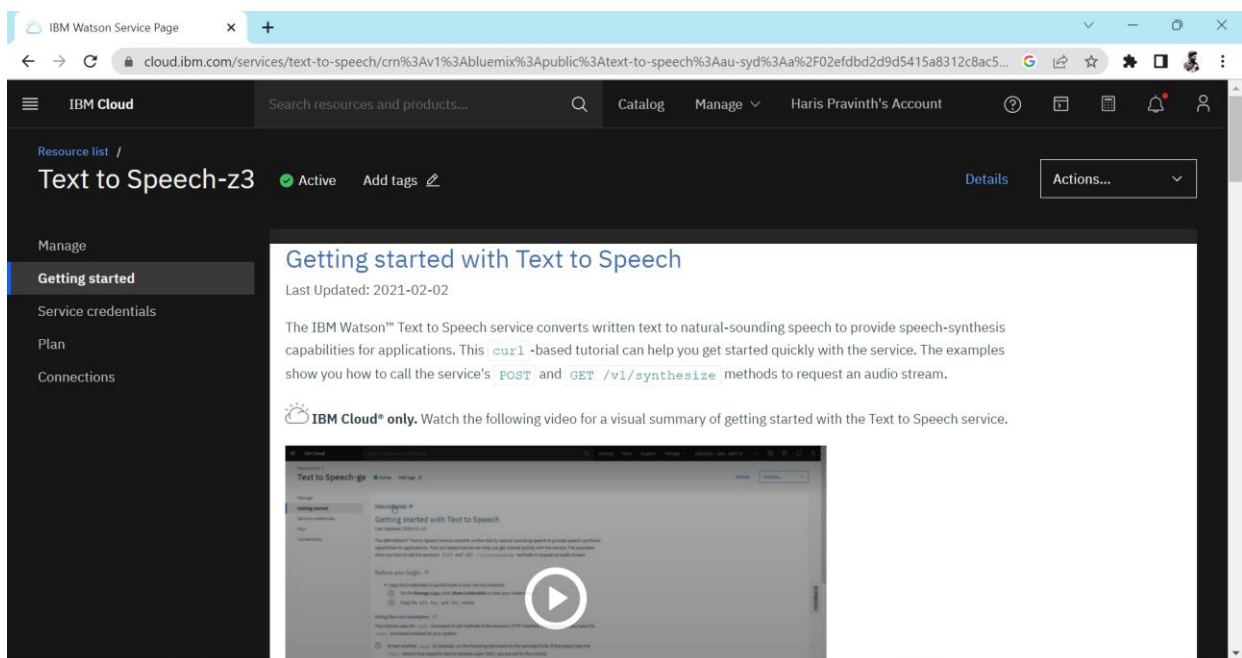 IBM Watson Service Page
cloud.ibm.com/services/text-to-speech/crn%3Av1%3Abluemix%3Apublic%3Atext-to-speech%3Aau-syd%3Aa%2F02efdbd2d9d5415a8312c8ac5...
IBM Cloud Search resources and products... Catalog Manage Haris Pravinth's Account
Resource list /
Text to Speech-z3 Active Add tags Details Actions...
Manage
Getting started
Service credentials
Plan
Connections
Getting started with Text to Speech
Last Updated: 2021-02-02
The IBM Watson™ Text to Speech service converts written text to natural-sounding speech to provide speech-synthesis
capabilities for applications. This curl -based tutorial can help you get started quickly with the service. The examples
show you how to call the service's POST and GET /v1/synthesize methods to request an audio stream.
IBM Cloud® only. Watch the following video for a visual summary of getting started with the Text to Speech service.
Text to Speech-ge
Getting started with Text to Speech
Before you begin